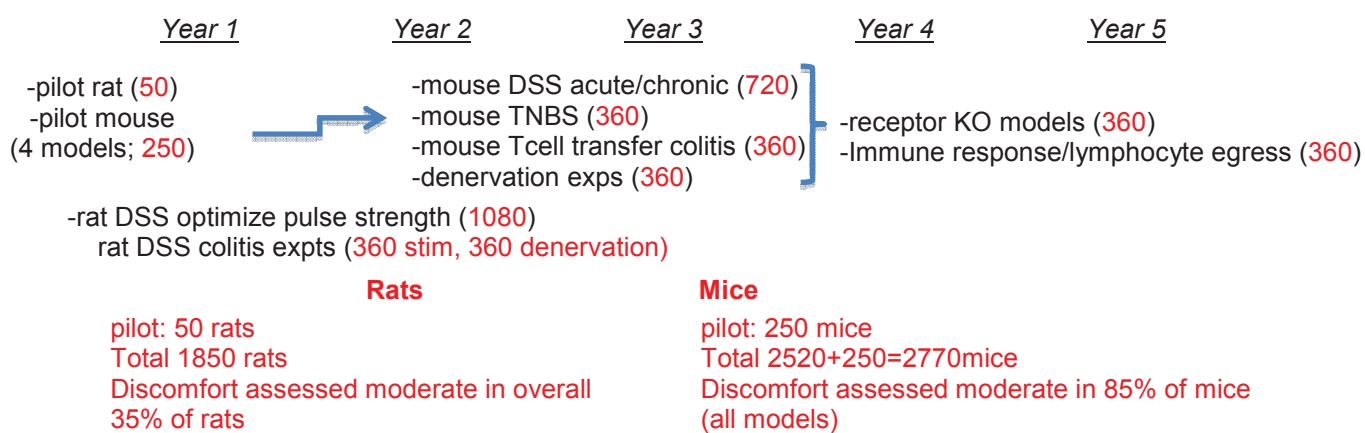 Year 1 Year 2 Year 3 Year 4 Year 5
-pilot rat (50)
-pilot mouse
(4 models; 250)
-mouse DSS acute/chronic (720)
-mouse TNBS (360)
-mouse Tcell transfer colitis (360)
-denervation exps (360)
-receptor KO models (360)
-Immune response/lymphocyte egress (360)
-rat DSS optimize pulse strength (1080)
rat DSS colitis expts (360 stim, 360 denervation)
Rats
pilot: 50 rats
Total 1850 rats
Discomfort assessed moderate in overall
35% of rats
Mice
pilot: 250 mice
Total 2520+250=2770mice
Discomfort assessed moderate in 85% of mice
(all models)